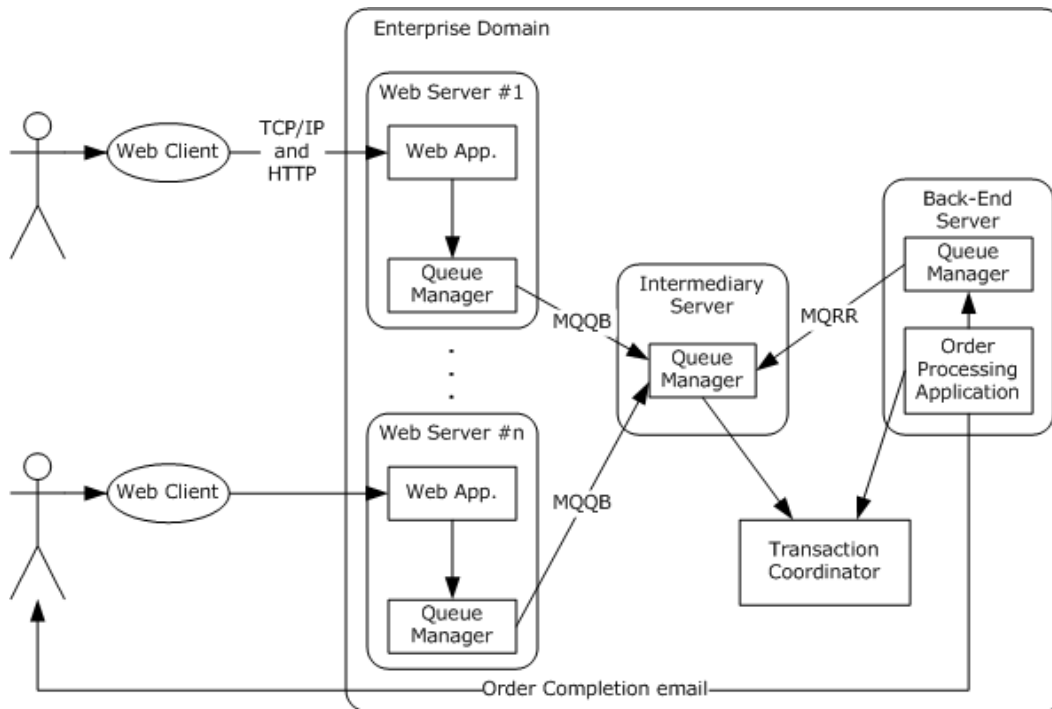 Enterprise Domain
Web Server #1
TCP/IP
and
HTTP
Web Client
Web App.
Queue
Manager
MQQB
Intermediary
Server
Queue
Manager
MQRR
Back-End
Server
Queue
Manager
Order
Processing
Application
Web Server #n
Web Client
Web App.
MQQB
Queue
Manager
Transaction
Coordinator
Order Completion email